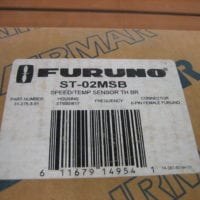 FURUNO
ST-02MSB
SPEED/TEMP SENSOR TH BR
PART NUMBER HOUSING FREQUENCY CONNECTOR
6-PIN FEMALE FURUNO
6 11679 14954 1